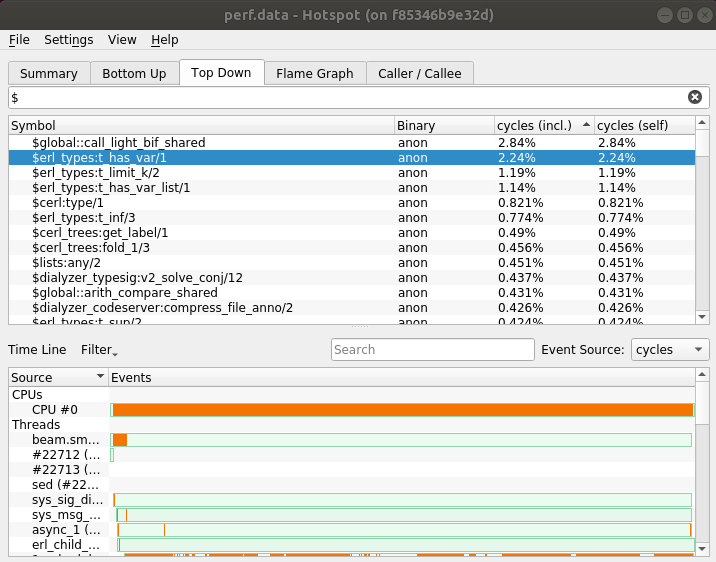 perf.data - Hotspot (on f85346b9e32d)
File Settings View Help
Summary Bottom Up Top Down Flame Graph Caller / Callee
$
Symbol Binary cycles (incl.) cycles (self)
$global::call_light_bif_shared anon 2.84% 2.84%
$erl_types:t_has_var/1 anon 2.24% 2.24%
$erl_types:t_limit_k/2 anon 1.19% 1.19%
$erl_types:t_has_var_list/1 anon 1.14% 1.14%
$cerl:type/1 anon 0.821% 0.821%
$erl_types:t_inf/3 anon 0.774% 0.774%
$cerl_trees:get_label/1 anon 0.49% 0.49%
$cerl_trees:fold_1/3 anon 0.456% 0.456%
$lists:any/2 anon 0.451% 0.451%
$dialyzer_typesig:v2_solve_conj/12 anon 0.437% 0.437%
$global::arith_compare_shared anon 0.431% 0.431%
$dialyzer_codeserver:compress_file_anno/2 anon 0.426% 0.426%
$erl_types:t_sup/2 anon 0.424% 0.424%
Time Line Filter Search Event Source: cycles
Source Events
CPUs
CPU #0
Threads
beam.sm...
#22712 (...
#22713 (...
sed (#22...
sys_sig_di...
sys_msg_...
async_1 (...
erl_child_...